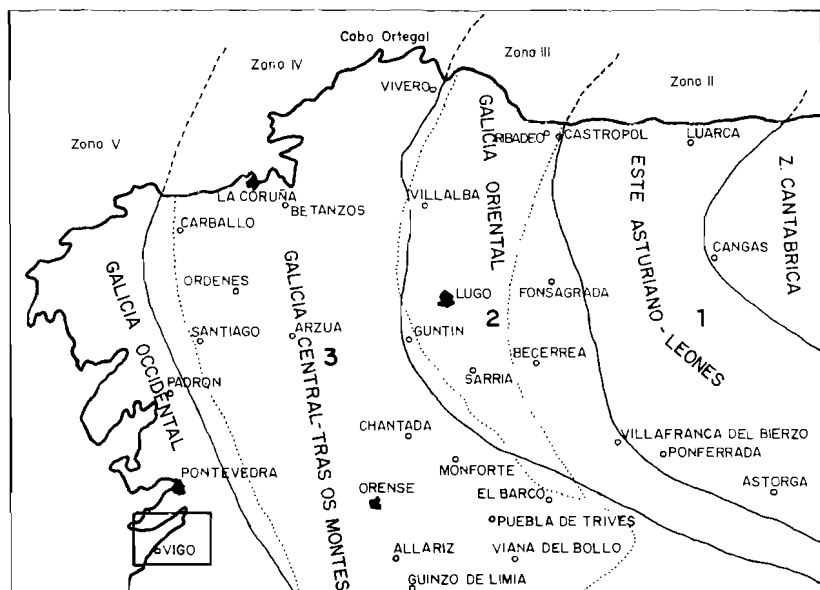 Cabo Ortegal
Zona IV
Zona III
Zona II
Zona V
VIVERO
GALICIA ORIENTAL
RIBADEO
CASTROPOL
LUARCA
ESTE ASTURIANO-LEONES
Z. CANTABRICA
LA CORUÑA
BETANZOS
VILLALBA
CARBALLO
CANGAS
GALICIA OCCIDENTAL
ORDENES
GALICIA CENTRAL-TRAS OS MONTES
LUGO
FONSAGRADA
2
1
SANTIAGO
ARZUA
3
GUNTIN
BECERREA
SARRIA
PADRON
CHANTADA
VILLAFRANCA DEL BIERZO
MONFORTE
PONFERRADA
PONTEVEDRA
ORENSE
EL BARCO
ASTORGA
PUEBLA DE TRIVES
VIGO
ALLARIZ
VIANA DEL BOLLO
GUINZO DE LIMIA